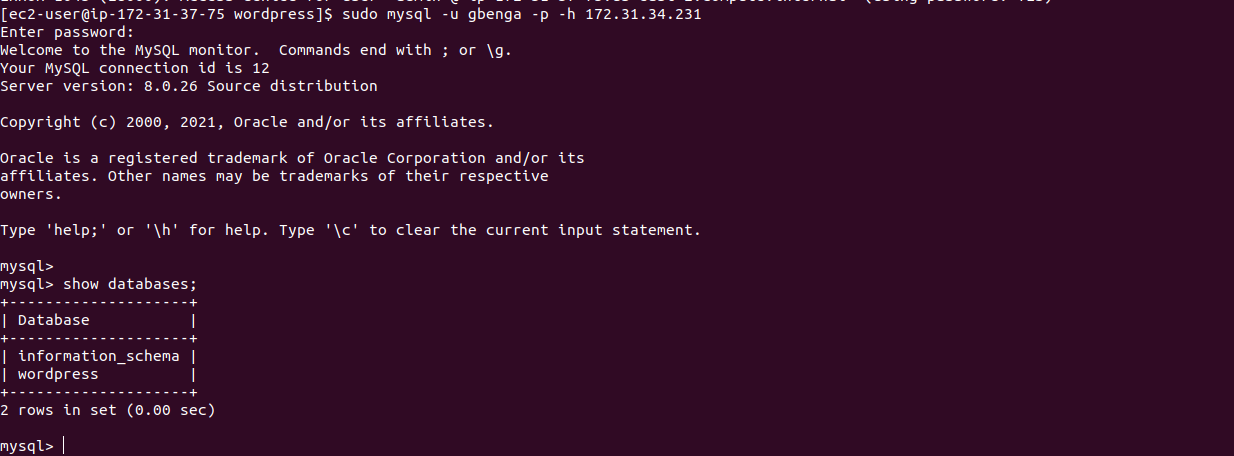 [ec2-user@ip-172-31-37-75 wordpress]$ sudo mysql -u gbenga -p -h 172.31.34.231
Enter password:
Welcome to the MySQL monitor.  Commands end with ; or \g.
Your MySQL connection id is 12
Server version: 8.0.26 Source distribution

Copyright (c) 2000, 2021, Oracle and/or its affiliates.

Oracle is a registered trademark of Oracle Corporation and/or its
affiliates. Other names may be trademarks of their respective
owners.

Type 'help;' or '\h' for help. Type '\c' to clear the current input statement.

mysql>
mysql> show databases;
+--------------------+
| Database           |
+--------------------+
| information_schema |
| wordpress          |
+--------------------+
2 rows in set (0.00 sec)

mysql>